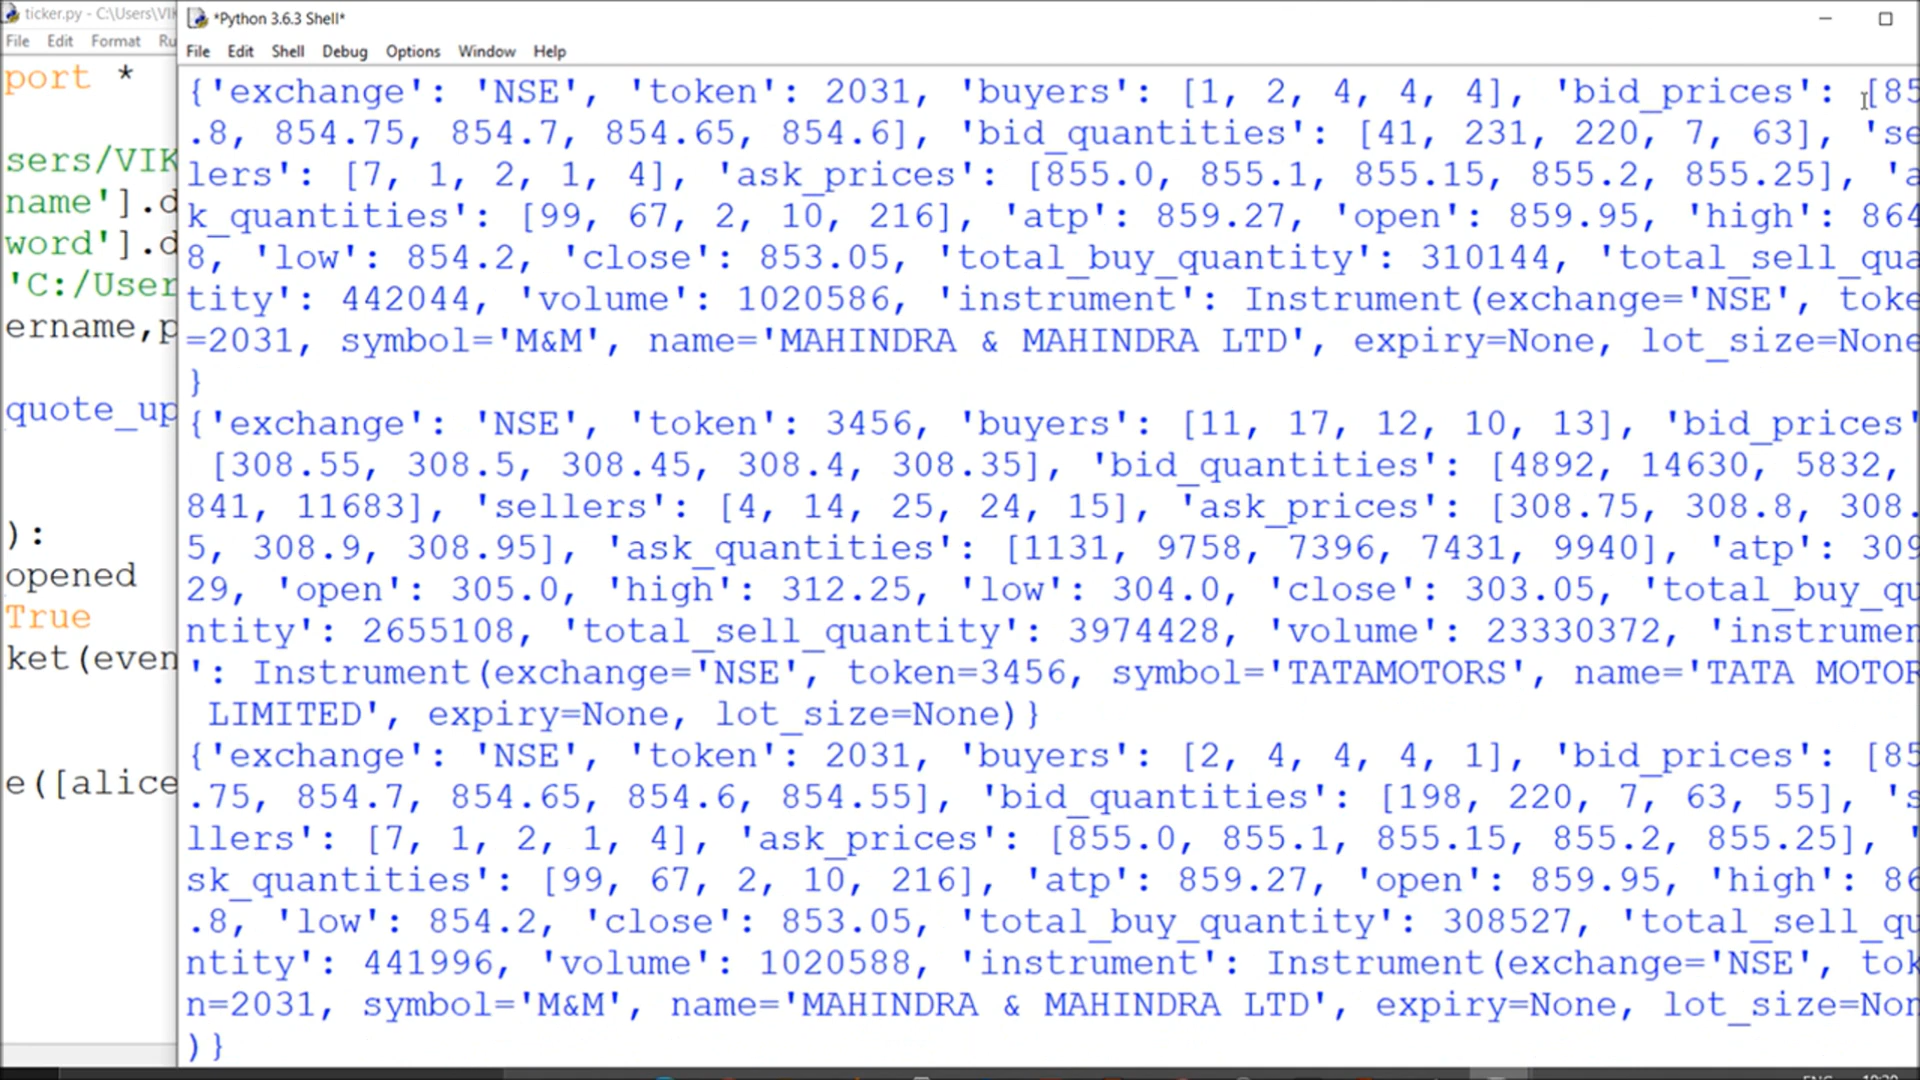 ticker.py - C:\Users\VIK
File Edit Format Ru
port *
sers/VIK
name'].d
word'].d
'C:/User
ername,p
quote_up
):
opened
True
ket(even
e([alice
*Python 3.6.3 Shell*
File Edit Shell Debug Options Window Help
{'exchange': 'NSE', 'token': 2031, 'buyers': [1, 2, 4, 4, 4], 'bid_prices': [85
.8, 854.75, 854.7, 854.65, 854.6], 'bid_quantities': [41, 231, 220, 7, 63], 'se
lers': [7, 1, 2, 1, 4], 'ask_prices': [855.0, 855.1, 855.15, 855.2, 855.25], 'a
k_quantities': [99, 67, 2, 10, 216], 'atp': 859.27, 'open': 859.95, 'high': 864
8, 'low': 854.2, 'close': 853.05, 'total_buy_quantity': 310144, 'total_sell_qua
tity': 442044, 'volume': 1020586, 'instrument': Instrument(exchange='NSE', toke
=2031, symbol='M&M', name='MAHINDRA & MAHINDRA LTD', expiry=None, lot_size=None
}
{'exchange': 'NSE', 'token': 3456, 'buyers': [11, 17, 12, 10, 13], 'bid_prices'
[308.55, 308.5, 308.45, 308.4, 308.35], 'bid_quantities': [4892, 14630, 5832,
841, 11683], 'sellers': [4, 14, 25, 24, 15], 'ask_prices': [308.75, 308.8, 308.
5, 308.9, 308.95], 'ask_quantities': [1131, 9758, 7396, 7431, 9940], 'atp': 309
29, 'open': 305.0, 'high': 312.25, 'low': 304.0, 'close': 303.05, 'total_buy_qu
ntity': 2655108, 'total_sell_quantity': 3974428, 'volume': 23330372, 'instrumen
': Instrument(exchange='NSE', token=3456, symbol='TATAMOTORS', name='TATA MOTOR
LIMITED', expiry=None, lot_size=None)}
{'exchange': 'NSE', 'token': 2031, 'buyers': [2, 4, 4, 4, 1], 'bid_prices': [85
.75, 854.7, 854.65, 854.6, 854.55], 'bid_quantities': [198, 220, 7, 63, 55], 's
llers': [7, 1, 2, 1, 4], 'ask_prices': [855.0, 855.1, 855.15, 855.2, 855.25], '
sk_quantities': [99, 67, 2, 10, 216], 'atp': 859.27, 'open': 859.95, 'high': 86
.8, 'low': 854.2, 'close': 853.05, 'total_buy_quantity': 308527, 'total_sell_qu
ntity': 441996, 'volume': 1020588, 'instrument': Instrument(exchange='NSE', tok
n=2031, symbol='M&M', name='MAHINDRA & MAHINDRA LTD', expiry=None, lot_size=Non
)}